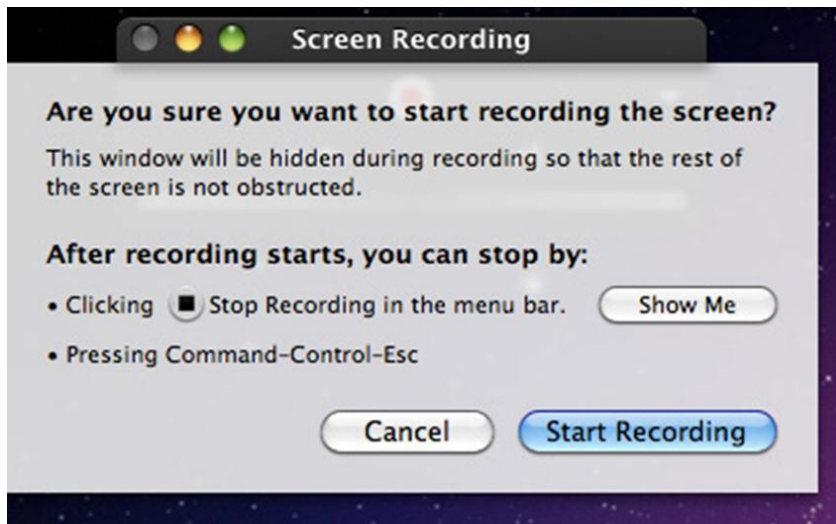 Screen Recording
Are you sure you want to start recording the screen?
This window will be hidden during recording so that the rest of
the screen is not obstructed.
After recording starts, you can stop by:
• Clicking Stop Recording in the menu bar. Show Me
• Pressing Command-Control-Esc
Cancel Start Recording